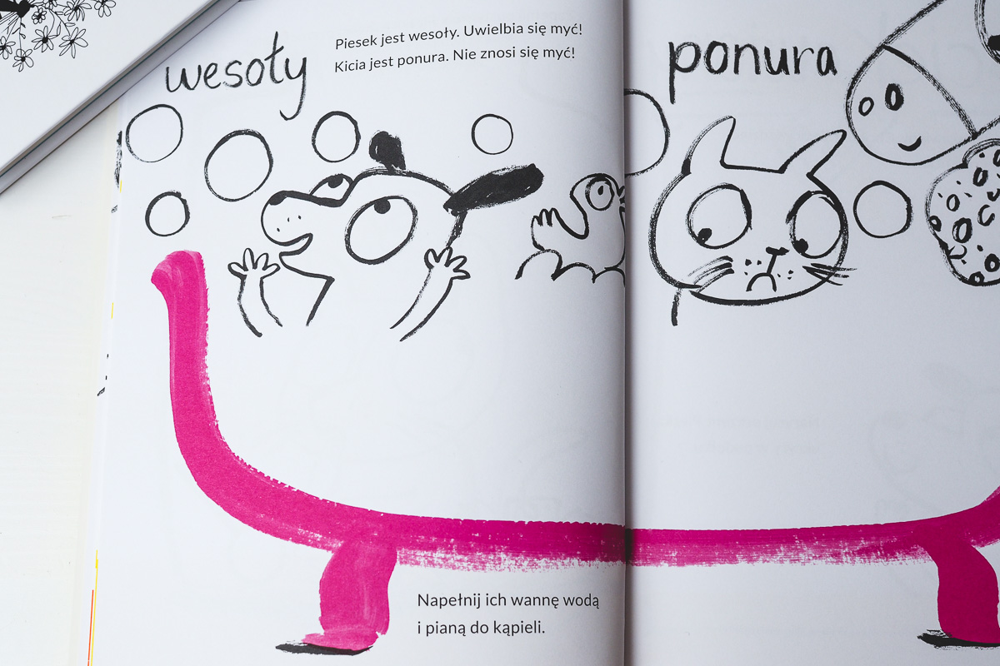 wesoły
Piesek jest wesoły. Uwielbia się myć!
Kicia jest ponura. Nie znosi się myć!
ponura
Napełnij ich wannę wodą
i pianą do kąpieli.